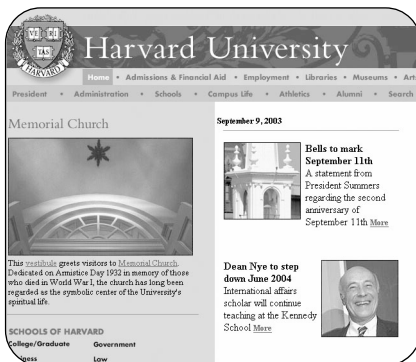 VE RI
TAS
HARVARD
Harvard University
Home • Admissions & Financial Aid • Employment • Libraries • Museums • Art
President • Administration • Schools • Campus Life • Athletics • Alumni • Search
Memorial Church
This vestibule greets visitors to Memorial Church.
Dedicated on Armistice Day 1932 in memory of those
who died in World War I, the church has long been
regarded as the symbolic center of the University's
spiritual life.
SCHOOLS OF HARVARD
College/Graduate Government
iness Law
September 9, 2003
Bells to mark
September 11th
A statement from
President Summers
regarding the second
anniversary of
September 11th More
Dean Nye to step
down June 2004
International affairs
scholar will continue
teaching at the Kennedy
School More